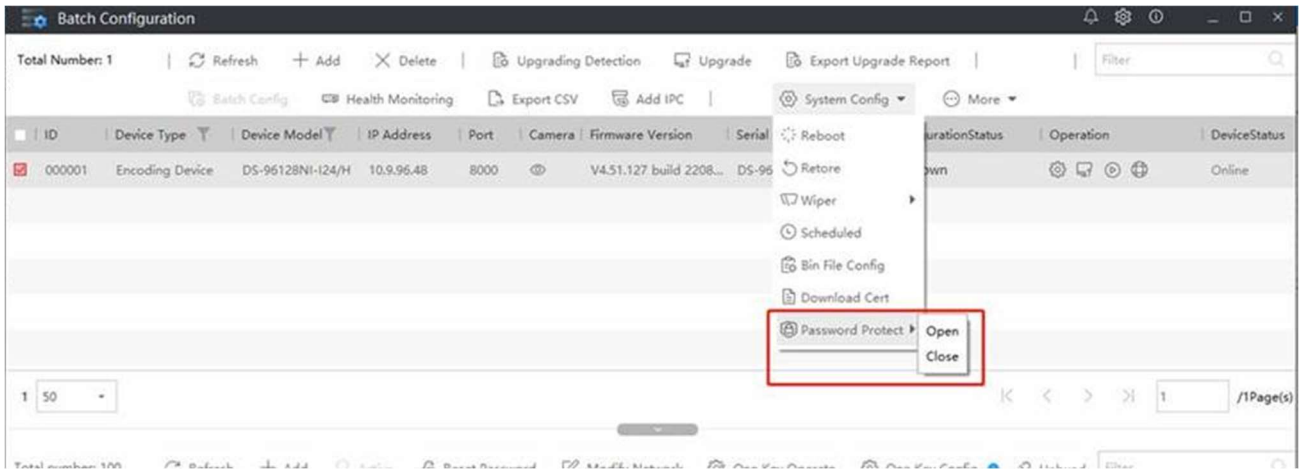 Batch Configuration
Total Number: 1 Refresh Add Delete Upgrading Detection Upgrade Export Upgrade Report Filter
Batch Config Health Monitoring Export CSV Add IPC System Config More
ID Device Type Device Model IP Address Port Camera Firmware Version Serial urationStatus Operation DeviceStatus
000001 Encoding Device DS-96128NI-I24/H 10.9.96.48 8000 V4.51.127 build 2208... DS-96 own Online
Reboot
Retore
Wiper
Scheduled
Bin File Config
Download Cert
Password Protect Open
Close
1 50 1 /1Page(s)
Total number: 100 Refresh Add Active Reset Password Modify Network One Key Operate One Key Config Unbund Filter